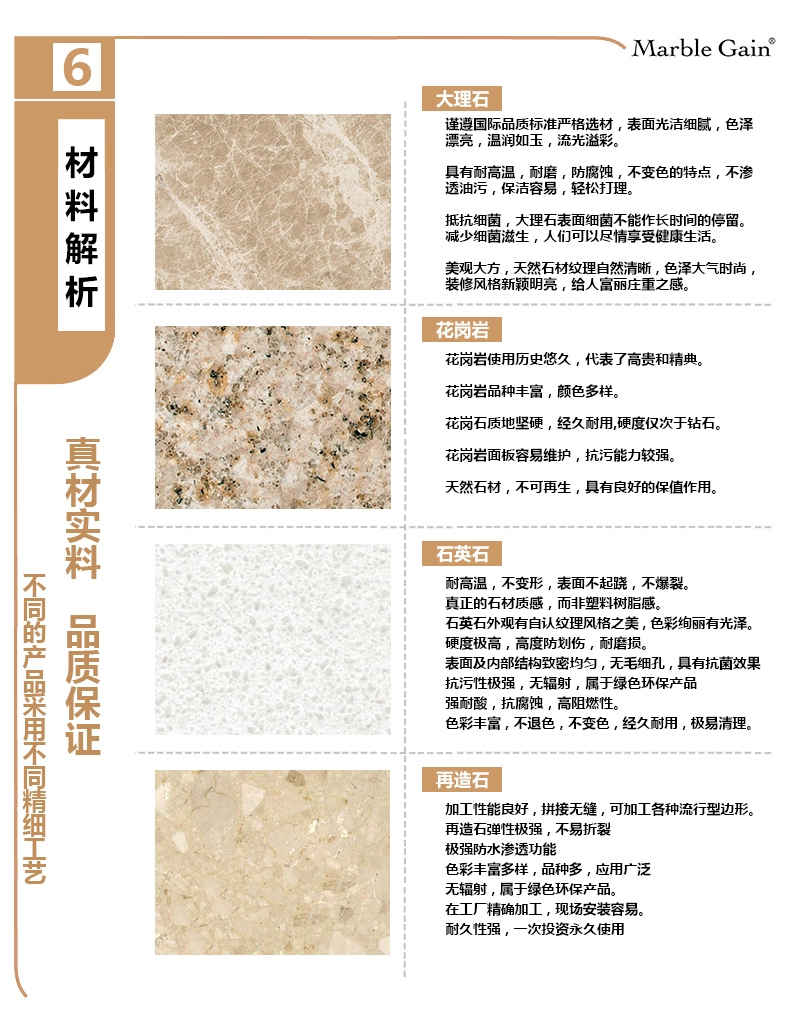 Marble Gain®
6
材料解析
真材实料 品质保证
不同的产品采用不同精细工艺
大理石
谨遵国际品质标准严格选材，表面光洁细腻，色泽
漂亮，温润如玉，流光溢彩。
具有耐高温，耐磨，防腐蚀，不变色的特点，不渗
透油污，保洁容易，轻松打理。
抵抗细菌，大理石表面细菌不能作长时间的停留。
减少细菌滋生，人们可以尽情享受健康生活。
美观大方，天然石材纹理自然清晰，色泽大气时尚，
装修风格新颖明亮，给人富丽庄重之感。
花岗岩
花岗岩使用历史悠久，代表了高贵和精典。
花岗岩品种丰富，颜色多样。
花岗石质地坚硬，经久耐用,硬度仅次于钻石。
花岗岩面板容易维护，抗污能力较强。
天然石材，不可再生，具有良好的保值作用。
石英石
耐高温，不变形，表面不起跷，不爆裂。
真正的石材质感，而非塑料树脂感。
石英石外观有自认纹理风格之美，色彩绚丽有光泽。
硬度极高，高度防划伤，耐磨损。
表面及内部结构致密均匀，无毛细孔，具有抗菌效果
抗污性极强，无辐射，属于绿色环保产品
强耐酸，抗腐蚀，高阻燃性。
色彩丰富，不退色，不变色，经久耐用，极易清理。
再造石
加工性能良好，拼接无缝，可加工各种流行型边形。
再造石弹性极强，不易折裂
极强防水渗透功能
色彩丰富多样，品种多，应用广泛
无辐射，属于绿色环保产品。
在工厂精确加工，现场安装容易。
耐久性强，一次投资永久使用